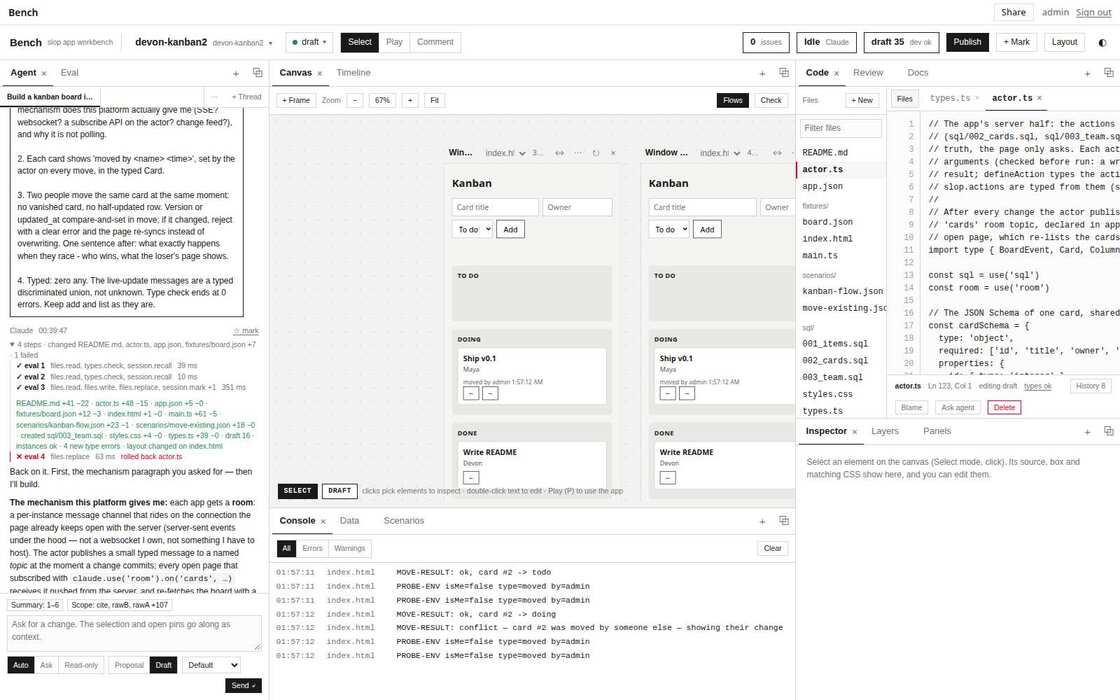 Bench
Share
admin
Sign out
Bench slop app workbench
devon-kanban2 devon-kanban2
draft
Select
Play
Comment
0 issues
Idle Claude
draft 35 dev ok
Publish
+ Mark
Layout
Agent
Eval
Build a kanban board i...
+ Thread
mechanism does this platform actually give me (SSE?
websocket? a subscribe API on the actor? change feed?),
and why it is not polling.
2. Each card shows 'moved by <name> <time>', set by the
actor on every move, in the typed Card.
3. Two people move the same card at the same moment:
no vanished card, no half-updated row. Version or
updated_at compare-and-set in move; if it changed, reject
with a clear error and the page re-syncs instead of
overwriting. One sentence after: what exactly happens
when they race - who wins, what the loser's page shows.
4. Typed: zero any. The live-update messages are a typed
discriminated union, not unknown. Type check ends at 0
errors. Keep add and list as they are.
Claude 00:39:47
☆ mark
▼ 4 steps · changed README.md, actor.ts, app.json, fixtures/board.json +7
· 1 failed
✓ eval 1 files.read, types.check, session.recall 39 ms
✓ eval 2 files.read, types.check, session.recall 10 ms
✓ eval 3 files.read, files.write, files.replace, session mark +1 351 ms
README.md +41 −22 · actor.ts +48 −15 · app.json +5 −0 ·
fixtures/board.json +12 −3 · index.html +1 −0 · main.ts +61 −5 ·
scenarios/kanban-flow.json +23 −1 · scenarios/move-existing.json +18 −0
· created sql/003_team.sql · styles.css +4 −0 · types.ts +39 −0 · draft 16 ·
instances ok · 4 new type errors · layout changed on index.html
✕ eval 4 files.replace 63 ms rolled back actor.ts
Back on it. First, the mechanism paragraph you asked for — then
I'll build.
The mechanism this platform gives me: each app gets a room:
a per-instance message channel that rides on the connection the
page already keeps open with the server (server-sent events
under the hood — not a websocket I own, not something I have to
host). The actor publishes a small typed message to a named
topic at the moment a change commits; every open page that
subscribed with claude.use('room').on('cards', …)
receives it pushed from the server, and re-fetches the board with a
Summary: 1–6
Scope: cite, rawB, rawA +107
Ask for a change. The selection and open pins go along as
context.
Auto
Ask
Read-only
Proposal
Draft
Default
Send
Canvas
Timeline
+ Frame
Zoom
67%
Fit
Flows
Check
Win... index.h 3...
Kanban
Card title
Owner
To do
Add
TO DO
DOING
Ship v0.1
Maya
moved by admin 1:57:12 AM
DONE
Write README
Devon
Window ... index.h 4...
Kanban
Card title
Owner
To do
Add
TO DO
DOING
Ship v0.1
Maya
moved by admin 1:57:12 AM
DONE
Write README
Devon
SELECT
DRAFT
clicks pick elements to inspect · double-click text to edit · Play (P) to use the app
Console
Data
Scenarios
All
Errors
Warnings
Clear
01:57:11 index.html MOVE-RESULT: ok, card #2 -> todo
01:57:11 index.html PROBE-ENV isMe=false type=moved by=admin
01:57:11 index.html PROBE-ENV isMe=false type=moved by=admin
01:57:12 index.html MOVE-RESULT: ok, card #2 -> doing
01:57:12 index.html MOVE-RESULT: conflict — card #2 was moved by someone else — showing their change
01:57:12 index.html PROBE-ENV isMe=false type=moved by=admin
01:57:12 index.html PROBE-ENV isMe=false type=moved by=admin
Code
Review
Docs
Files
+ New
Filter files
README.md
actor.ts
app.json
fixtures/
board.json
index.html
main.ts
scenarios/
kanban-flow.json
move-existing.jso
sql/
001_items.sql
002_cards.sql
003_team.sql
styles.css
types.ts
Files
types.ts
actor.ts
1 // The app's server half: the actions
2 // (sql/002_cards.sql, sql/003_team.sq
3 // truth, the page only asks. Each act
4 // arguments (checked before run: a wr
5 // result; defineAction types the acti
6 // slop.actions are typed from them (s
7 //
8 // After every change the actor publis
9 // 'cards' room topic, declared in app
10 // open page, which re-lists the cards
11 import type { BoardEvent, Card, Column
12
13 const sql = use('sql')
14 const room = use('room')
15
16 // The JSON Schema of one card, shared
17 const cardSchema = {
18 type: 'object',
19 required: ['id', 'title', 'owner', '
20 properties: {
actor.ts Ln 123, Col 1 editing draft types ok
History 8
Blame
Ask agent
Delete
Inspector
Layers
Panels
Select an element on the canvas (Select mode, click). Its source, box and
matching CSS show here, and you can edit them.